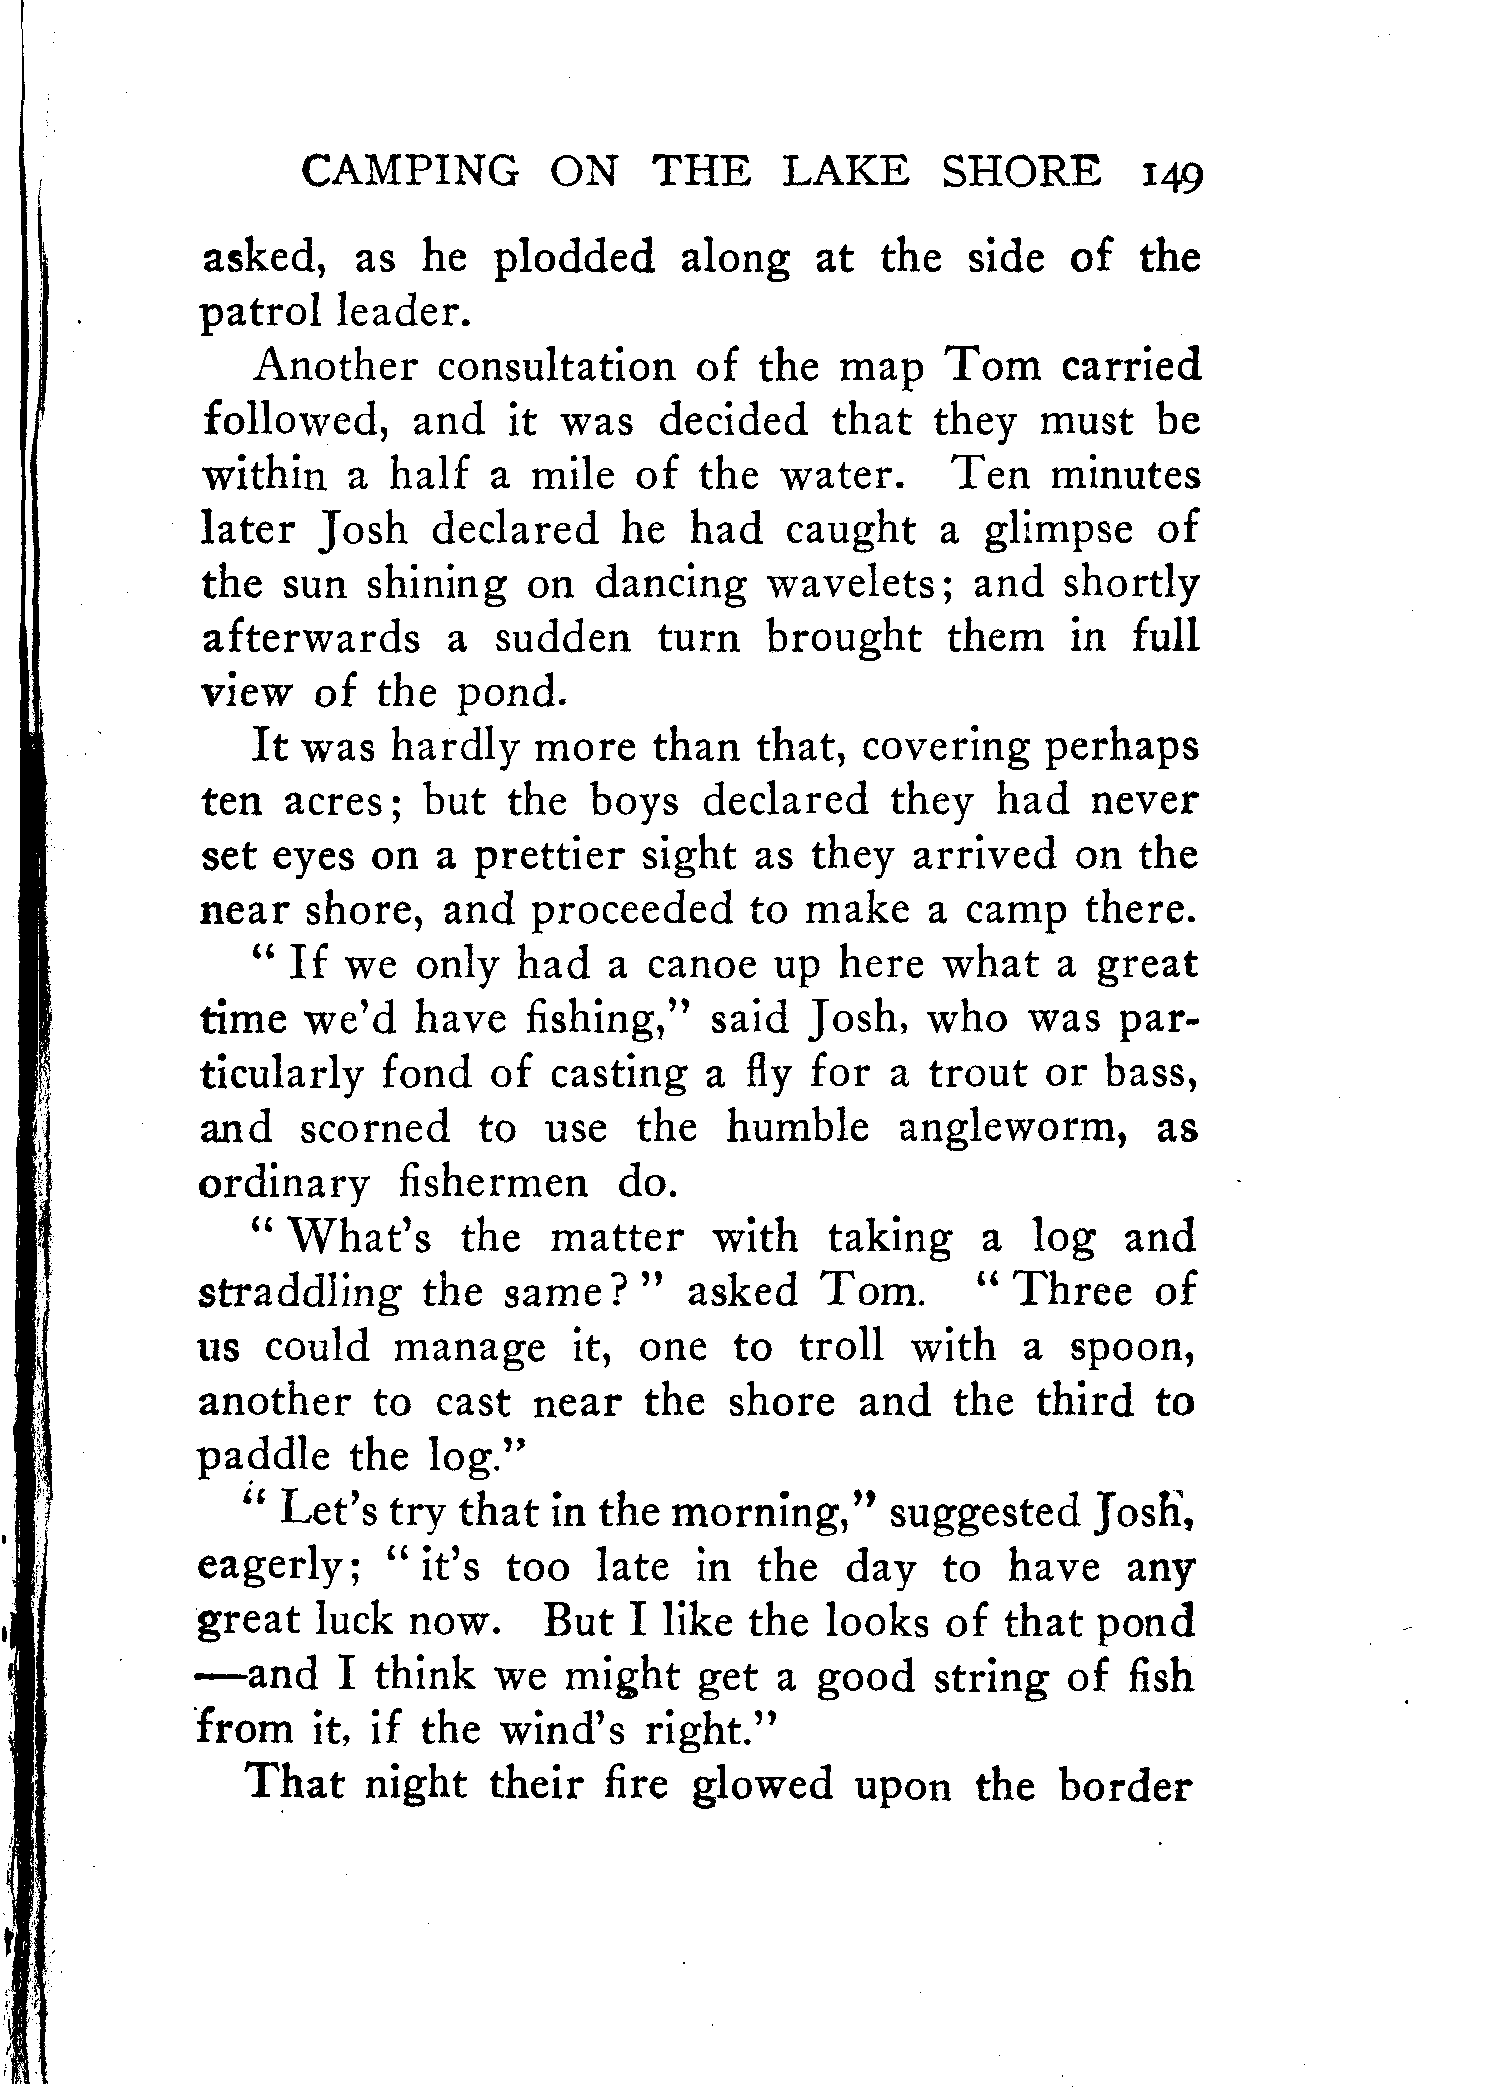 CAMPING ON THE LAKE SHORE 149
asked, as he plodded along at the side of the
patrol leader.
Another consultation of the map Tom carried
followed, and it was decided that they must be
within a half a mile of the water. Ten minutes
later Josh declared he had caught a glimpse of
the sun shining on dancing wavelets; and shortly
afterwards a sudden turn brought them in full
view of the pond.
It was hardly more than that, covering perhaps
ten acres; but the boys declared they had never
set eyes on a prettier sight as they arrived on the
near shore, and proceeded to make a camp there.
" If we only had a canoe up here what a great
time we'd have fishing," said Josh, who was par-
ticularly fond of casting a fly for a trout or bass,
and scorned to use the humble angleworm, as
ordinary fishermen do.
" What's the matter with taking a log and
straddling the same? " asked Tom. " Three of
us could manage it, one to troll with a spoon,
another to cast near the shore and the third to
paddle the log."
" Let's try that in the morning," suggested Josh,
eagerly; " it's too late in the day to have any
great luck now. But I like the looks of that pond
—and I think we might get a good string of fish
from it, if the wind's right."
That night their fire glowed upon the border